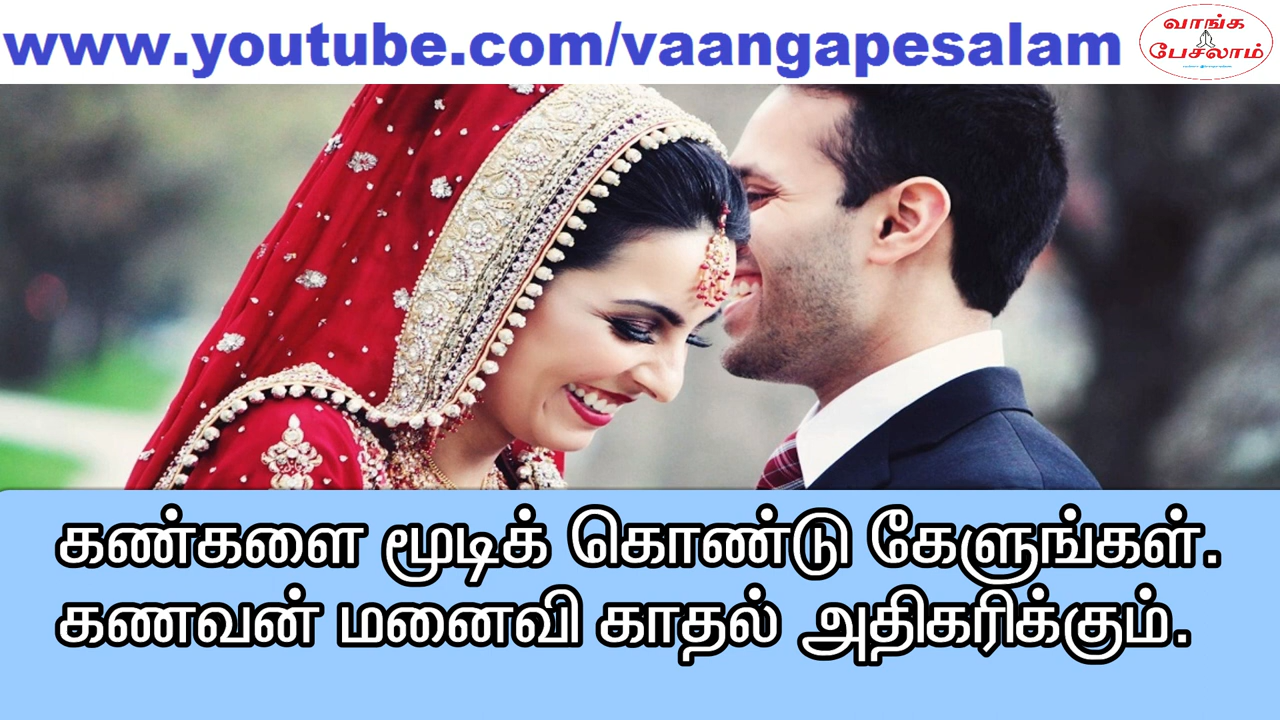 www.youtube.com/vaangapesalam
வாங்க
பேசலாம்
கண்களை மூடிக் கொண்டு கேளுங்கள்.
கணவன் மனைவி காதல் அதிகரிக்கும்.